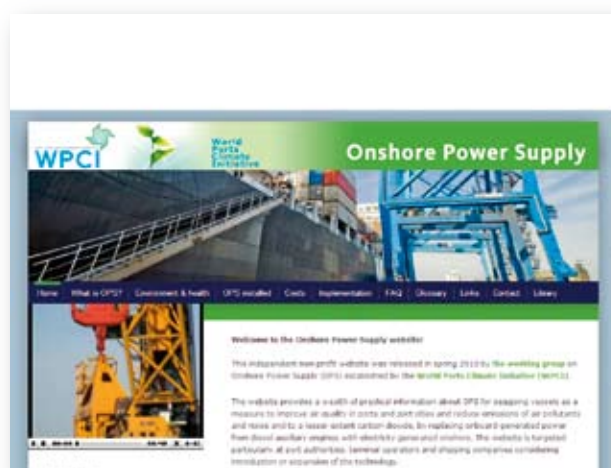 WPCI
World
Ports
Climate
Initiative
Onshore Power Supply
Home What is OPS? Environment & health OPS installed Costs Implementation FAQ Glossary Links Contact Library
Welcome to the Onshore Power Supply website!
This independent non-profit website was released in spring 2010 by the working group on
Onshore Power Supply (OPS) established by the World Ports Climate Initiative (WPCI).
The website provides a wealth of practical information about OPS for seagoing vessels as a
measure to improve air quality in ports and port cities and reduce emissions of air pollutants
and noise and to a lesser extent carbon dioxide, by replacing onboard generated power
from diesel auxiliary engines with electricity generated onshore. The website is targeted
particularly at port authorities, terminal operators and shipping companies considering
introduction or expansion of the technology.